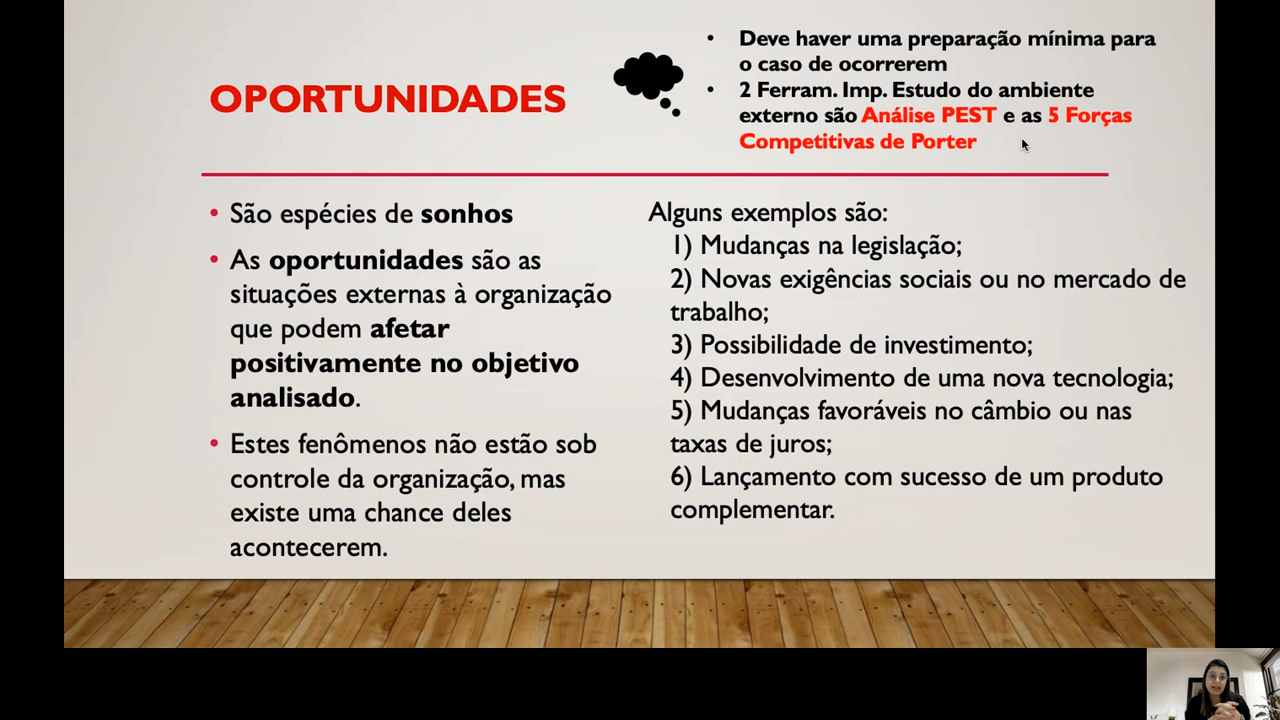 OPORTUNIDADES
• Deve haver uma preparação mínima para
o caso de ocorrerem
• 2 Ferram. Imp. Estudo do ambiente
externo são Análise PEST e as 5 Forças
Competitivas de Porter
• São espécies de sonhos
• As oportunidades são as
situações externas à organização
que podem afetar
positivamente no objetivo
analisado.
• Estes fenômenos não estão sob
controle da organização, mas
existe uma chance deles
acontecerem.
Alguns exemplos são:
1) Mudanças na legislação;
2) Novas exigências sociais ou no mercado de
trabalho;
3) Possibilidade de investimento;
4) Desenvolvimento de uma nova tecnologia;
5) Mudanças favoráveis no câmbio ou nas
taxas de juros;
6) Lançamento com sucesso de um produto
complementar.